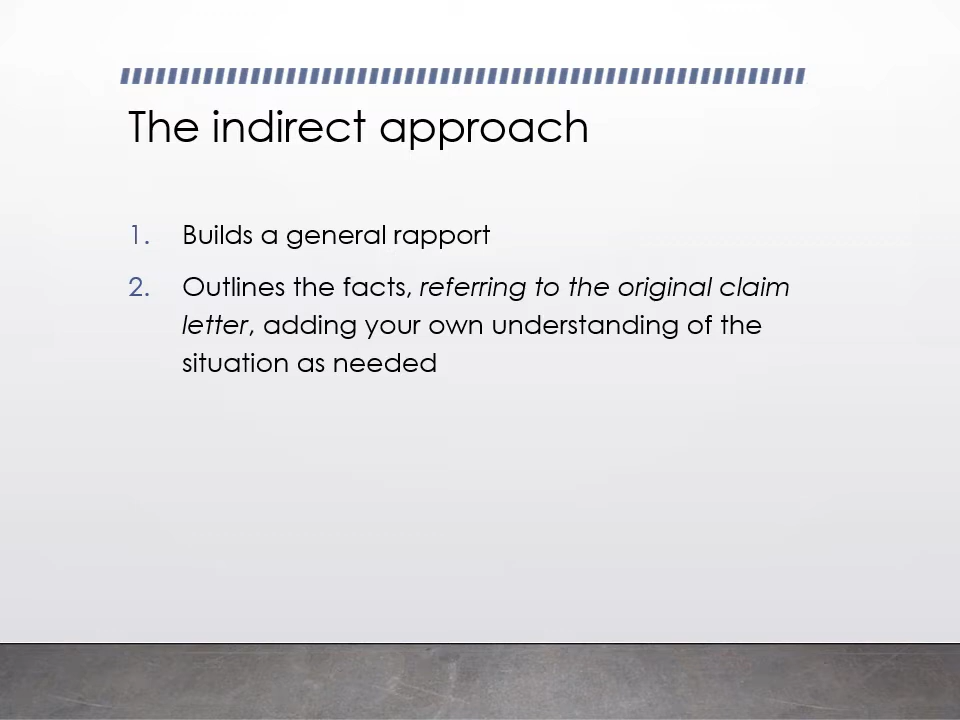 The indirect approach
1. Builds a general rapport
2. Outlines the facts, referring to the original claim
letter, adding your own understanding of the
situation as needed